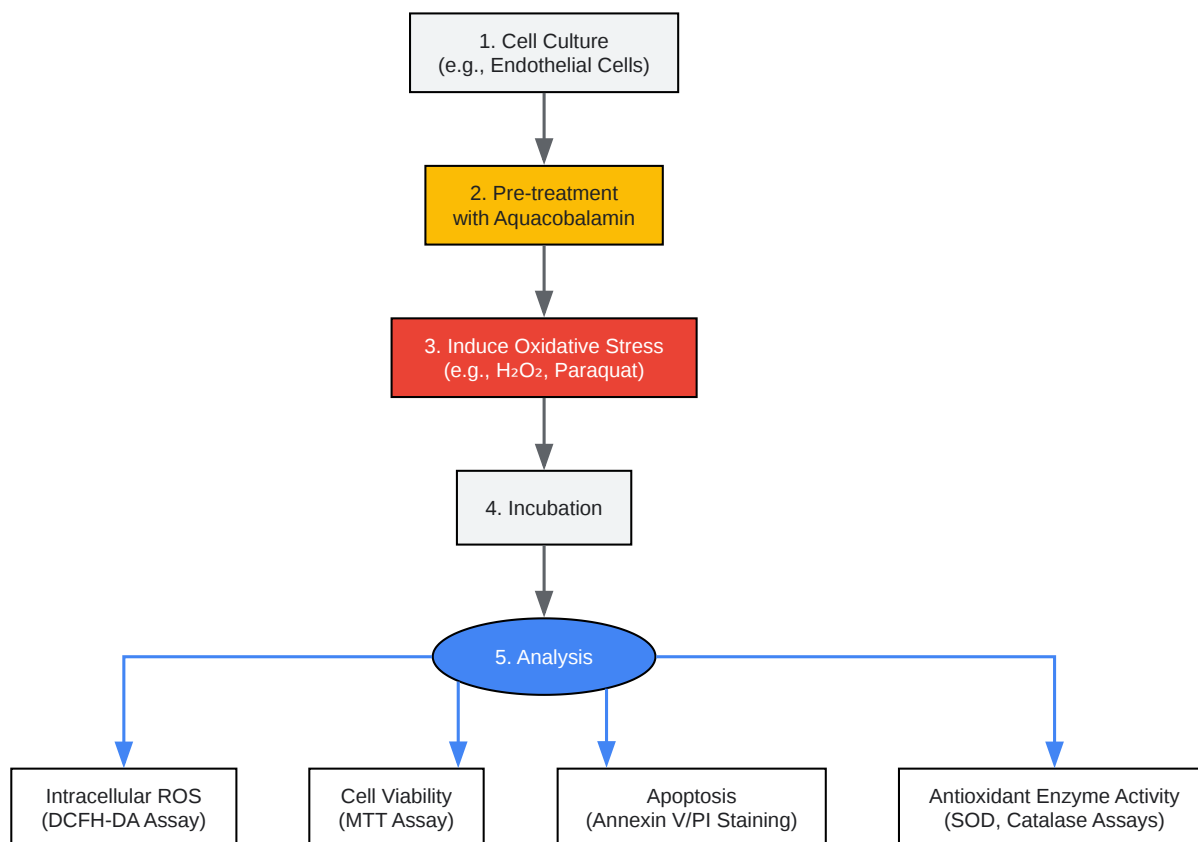 1. Cell Culture
(e.g., Endothelial Cells)
2. Pre-treatment
with Aquacobalamin
3. Induce Oxidative Stress
(e.g., H₂O₂, Paraquat)
4. Incubation
5. Analysis
Intracellular ROS
(DCFH-DA Assay)
Cell Viability
(MTT Assay)
Apoptosis
(Annexin V/PI Staining)
Antioxidant Enzyme Activity
(SOD, Catalase Assays)